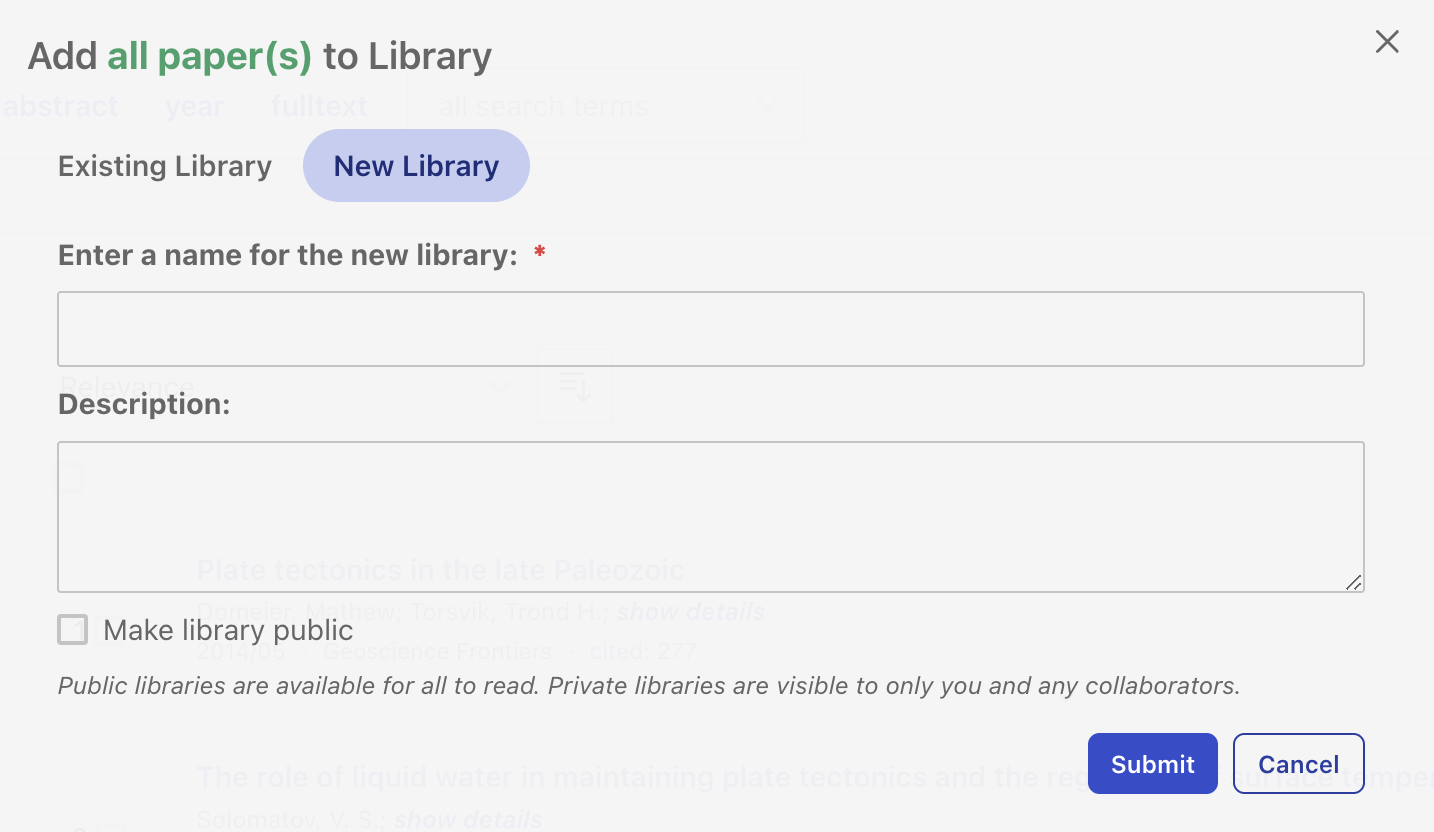 Add all paper(s) to Library
abstract year fulltext all search terms
Existing Library New Library
Enter a name for the new library: *
Relevance
Description:
Plate tectonics in the late Paleozoic
Domeier, Mathew; Torsvik, Trond H.; show details
Make library public
2014/06 · Geoscience Frontiers · cited: 277
Public libraries are available for all to read. Private libraries are visible to only you and any collaborators.
Submit Cancel
The role of liquid water in maintaining plate tectonics and the surface
Solomatov, V. S.; show details